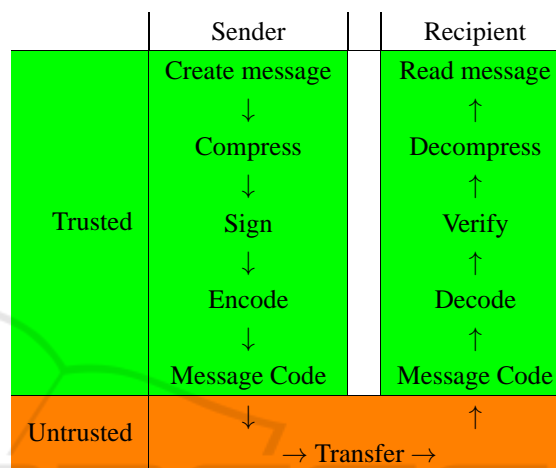 Sender Recipient
Create message Read message
↓ ↑
Compress Decompress
↓ ↑
Trusted Sign Verify
↓ ↑
Encode Decode
↓ ↑
Message Code Message Code
Untrusted ↓ ↑
→ Transfer →